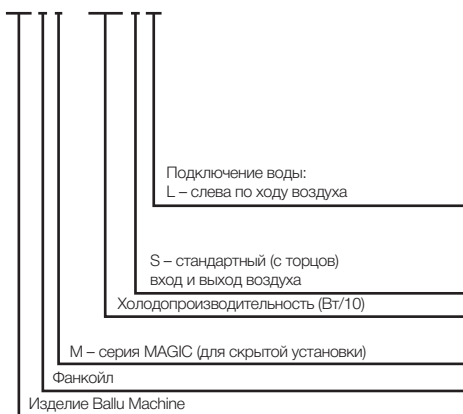 Подключение воды:
L – слева по ходу воздуха
S – стандартный (с торцов)
вход и выход воздуха
Холодопроизводительность (Вт/10)
M – серия MAGIC (для скрытой установки)
Фанкойл
Изделие Ballu Machine